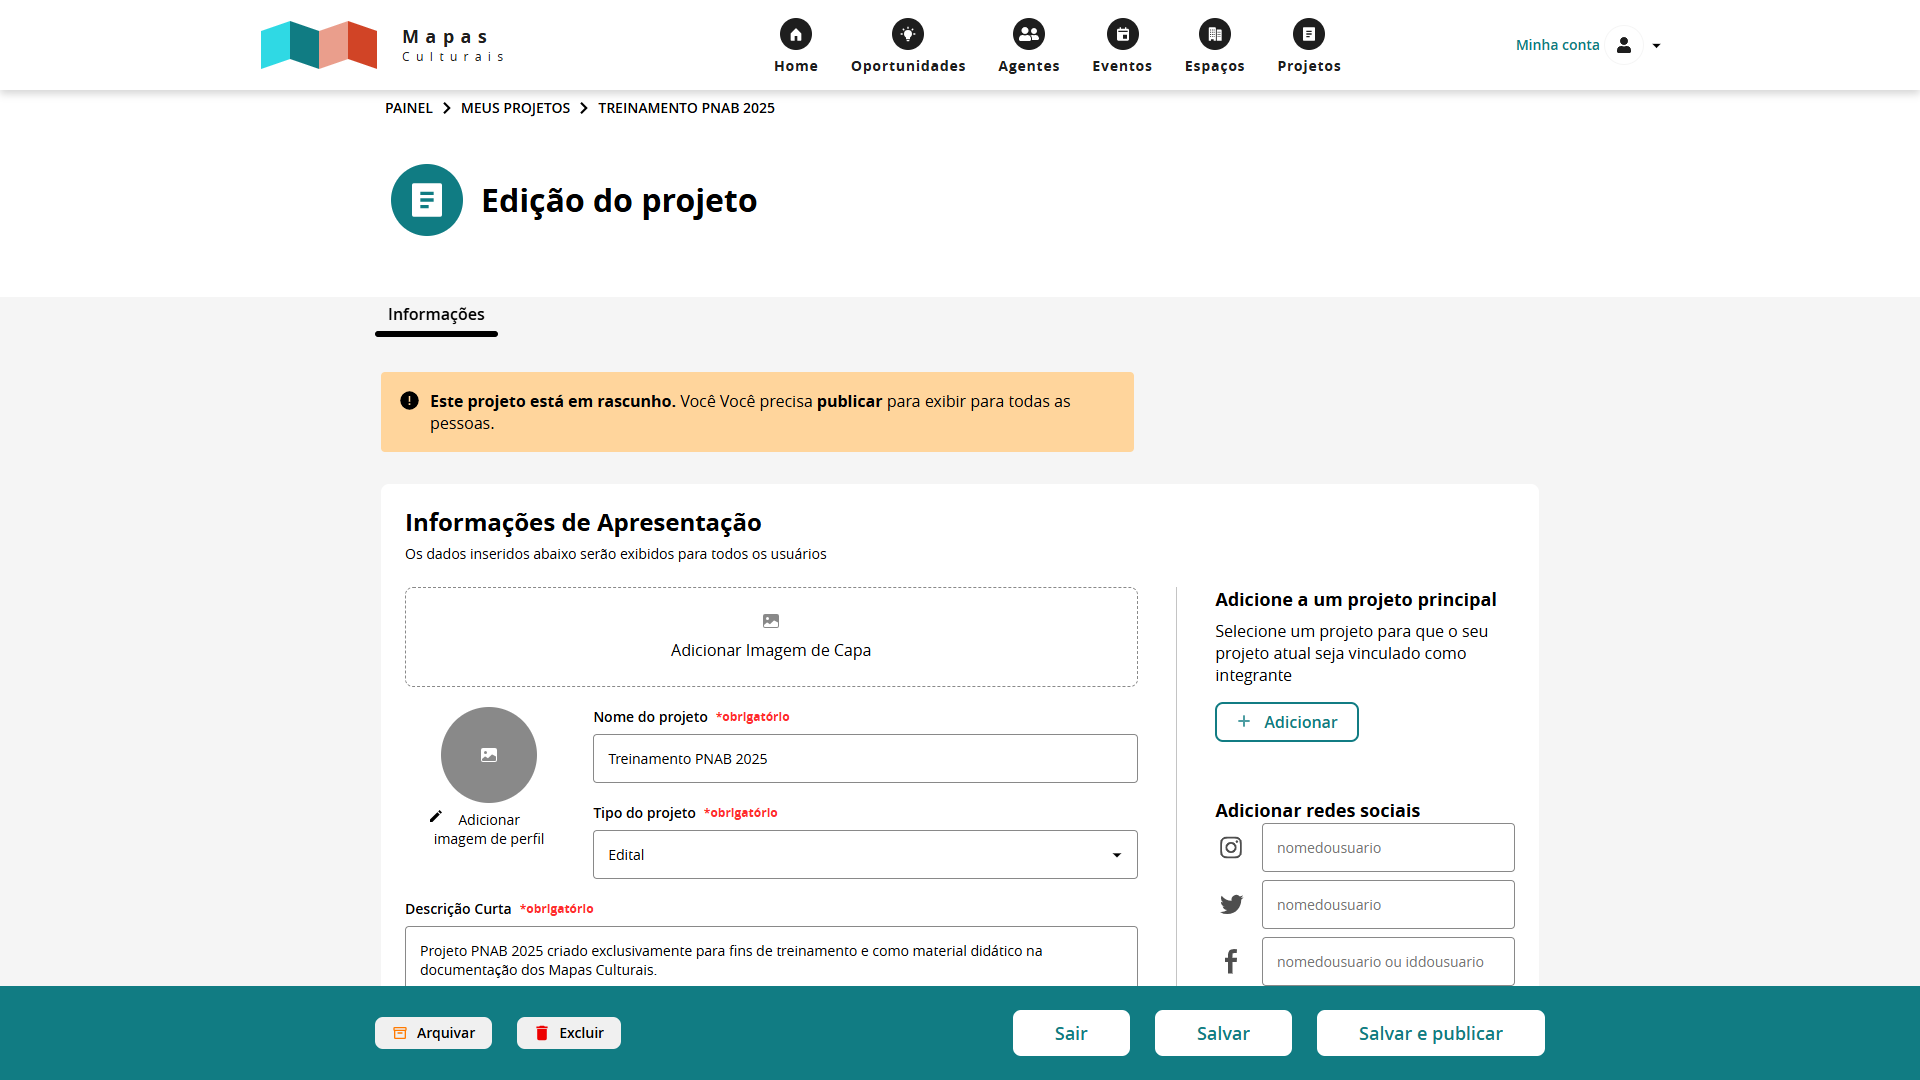 Mapas
Culturais
Home
Oportunidades
Agentes
Eventos
Espaços
Projetos
Minha conta
PAINEL
MEUS PROJETOS
TREINAMENTO PNAB 2025
Edição do projeto
Informações
Este projeto está em rascunho. Você Você precisa publicar para exibir para todas as
pessoas.
Informações de Apresentação
Os dados inseridos abaixo serão exibidos para todos os usuários
Adicionar Imagem de Capa
Adicionar
imagem de perfil
Nome do projeto *obrigatório
Treinamento PNAB 2025
Tipo do projeto *obrigatório
Edital
Descrição Curta *obrigatório
Projeto PNAB 2025 criado exclusivamente para fins de treinamento e como material didático na
documentação dos Mapas Culturais.
Adicione a um projeto principal
Selecione um projeto para que o seu
projeto atual seja vinculado como
integrante
Adicionar
Adicionar redes sociais
nomedousuario
nomedousuario
nomedousuario ou iddousuario
Arquivar
Excluir
Sair
Salvar
Salvar e publicar